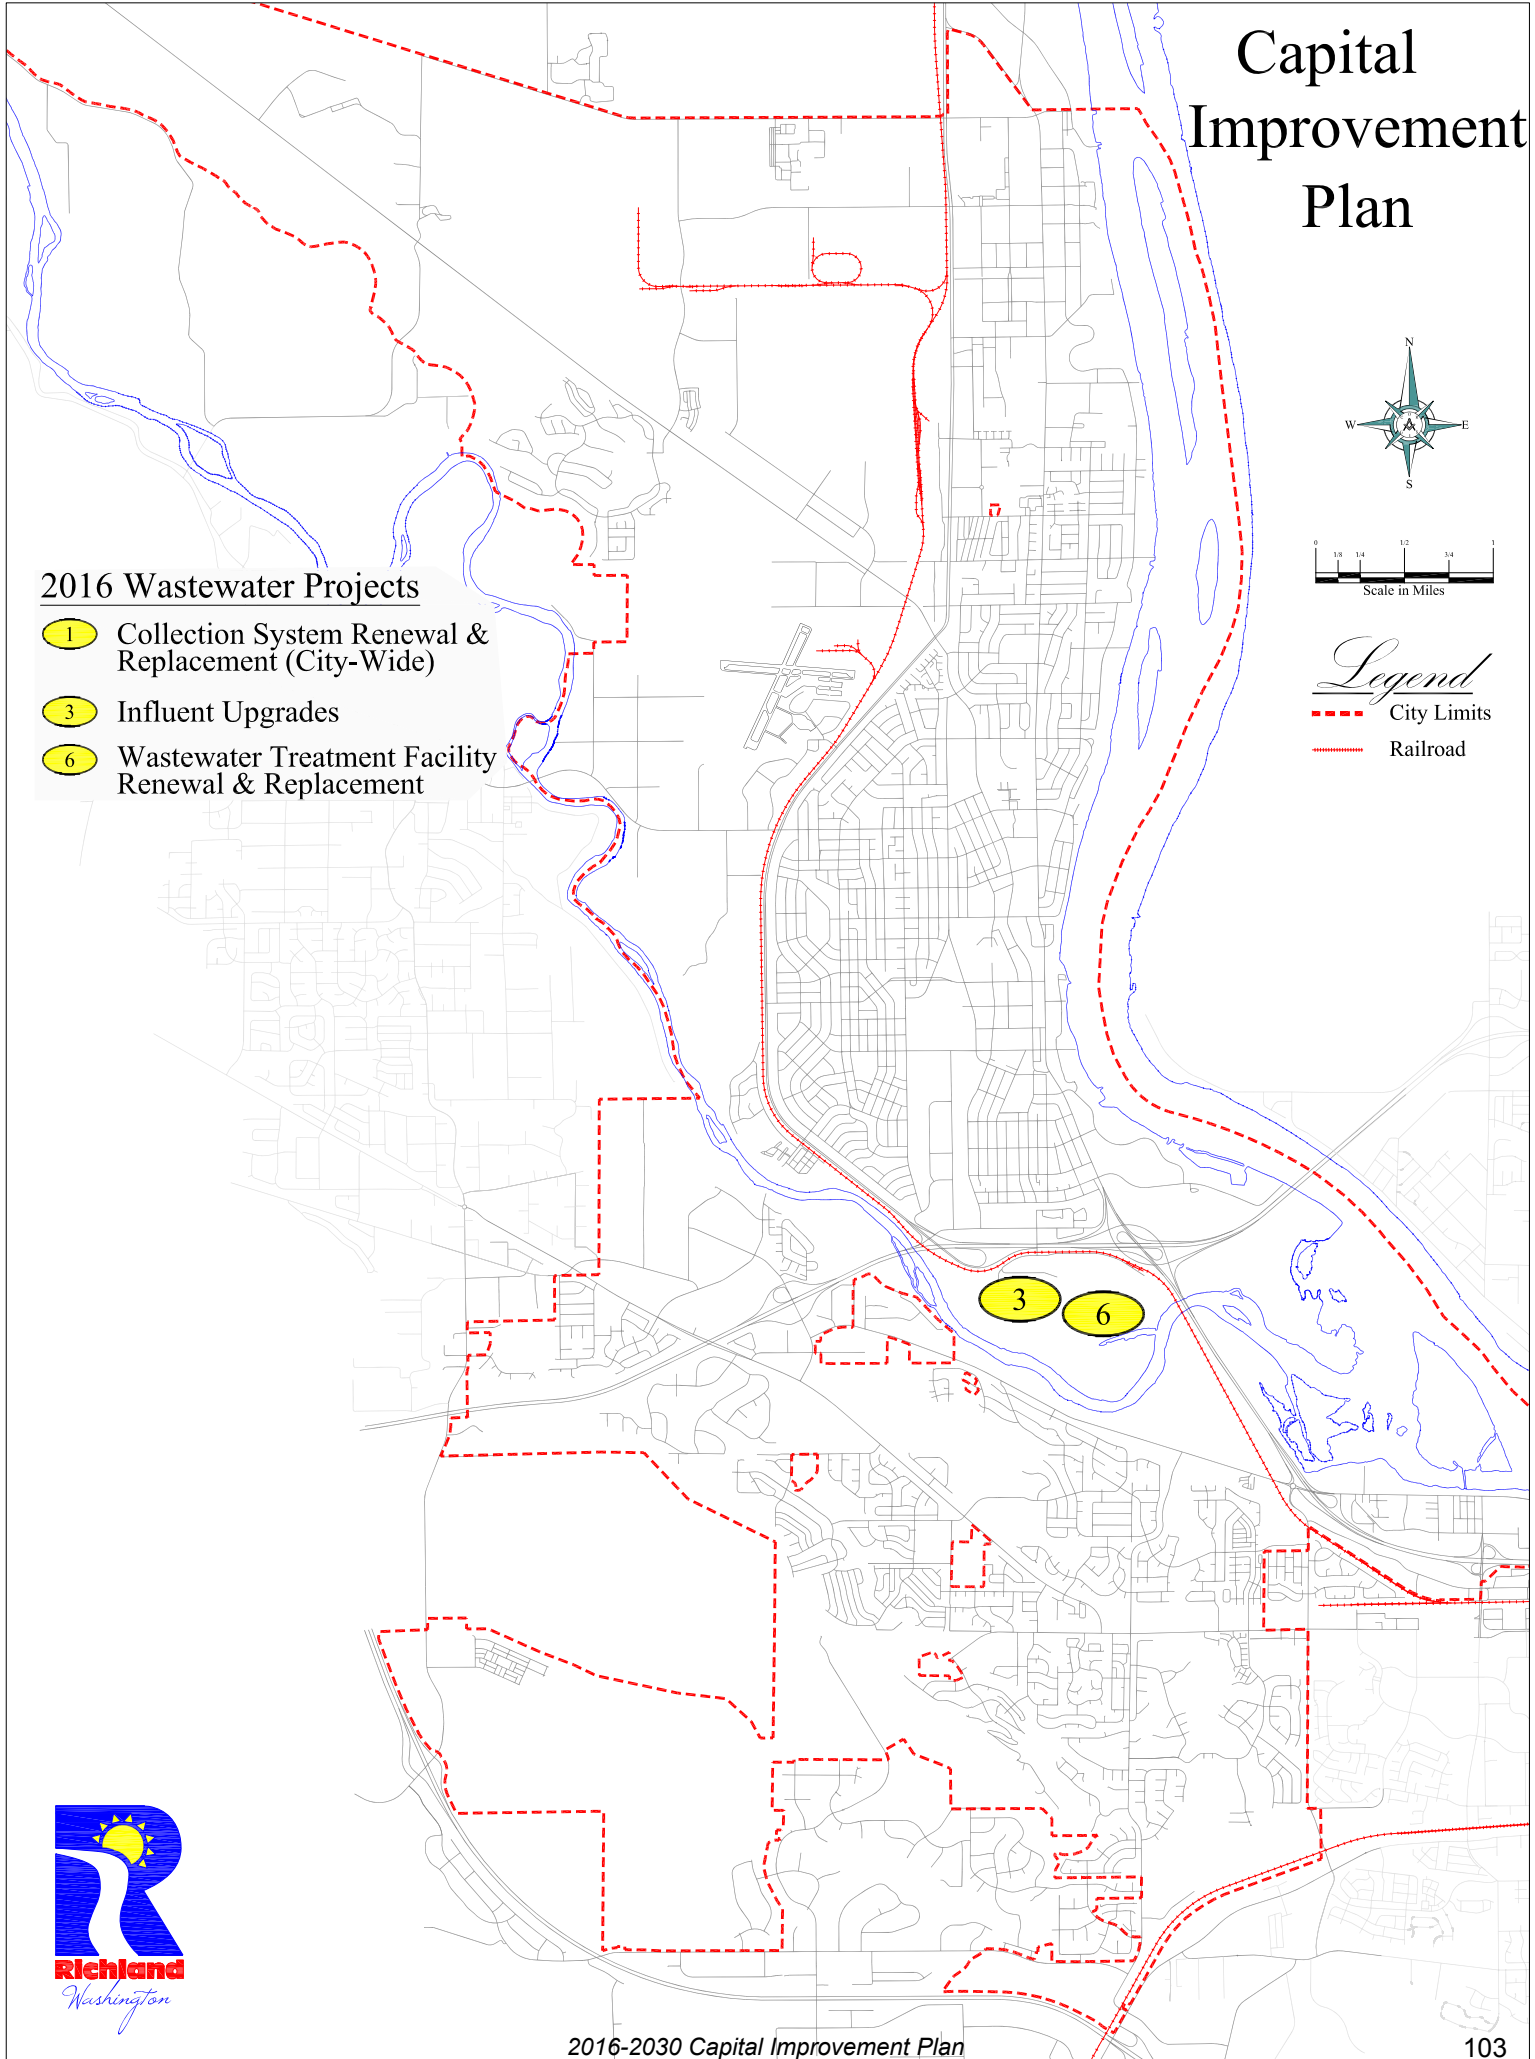 Capital
Improvement
Plan
N
W
E
S
0
1/8
1/4
1/2
3/4
1
Scale in Miles
2016 Wastewater Projects
1 Collection System Renewal &
Replacement (City-Wide)
3 Influent Upgrades
6 Wastewater Treatment Facility
Renewal & Replacement
Legend
City Limits
Railroad
3
6
Richland
Washington
2016-2030 Capital Improvement Plan
103